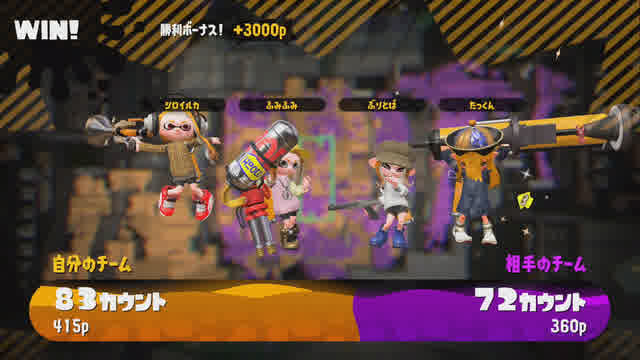 WIN!
勝利ボーナス! +3000p
シロイルカ
ふみふみ
ぶりとば
たっくん
自分のチーム
相手のチーム
83カウント
72カウント
415p
360p